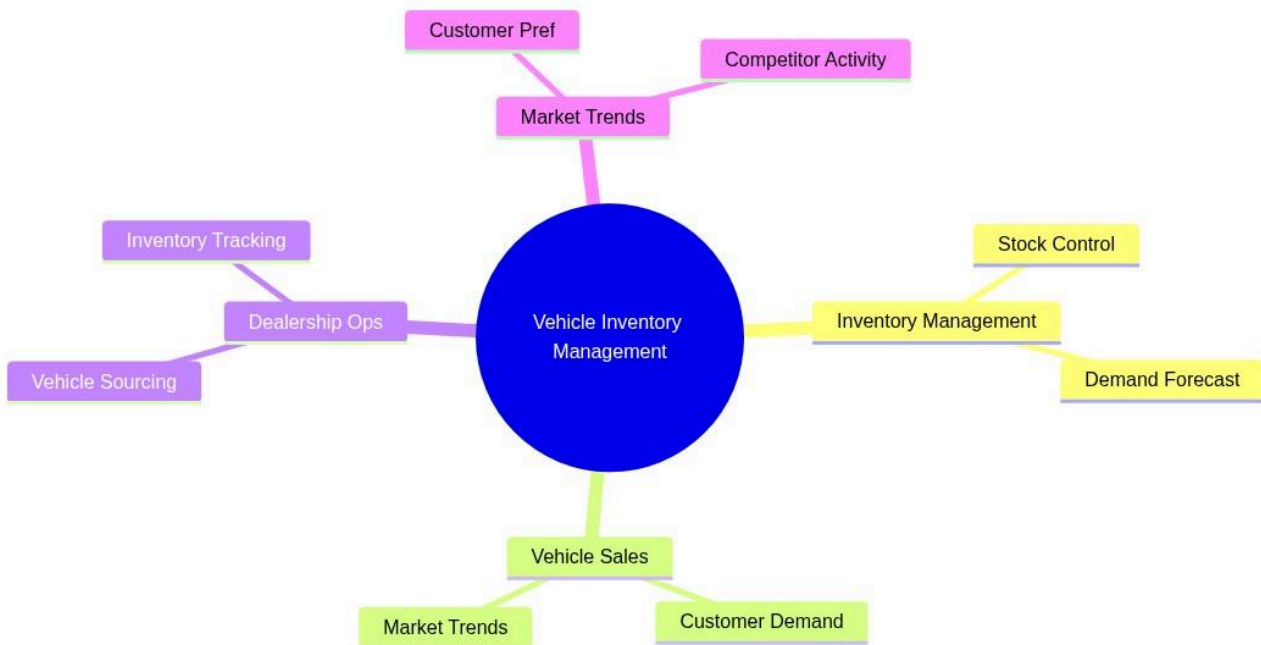 Customer Pref
Competitor Activity
Market Trends
Inventory Tracking
Stock Control
Dealership Ops
Vehicle Inventory
Management
Inventory Management
Vehicle Sourcing
Demand Forecast
Vehicle Sales
Market Trends
Customer Demand